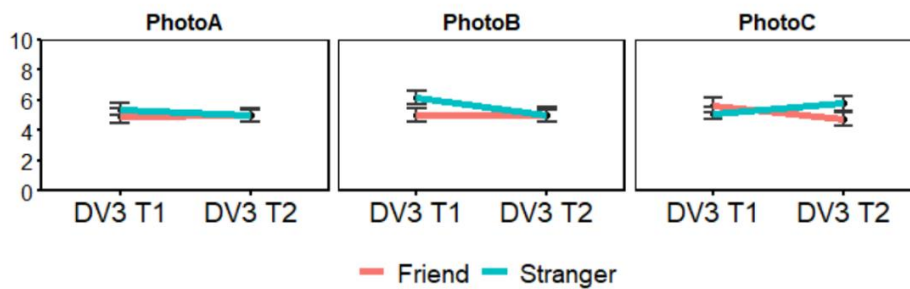 PhotoA PhotoB PhotoC
10
8
6
4
2
0
DV3 T1 DV3 T2 DV3 T1 DV3 T2 DV3 T1 DV3 T2
Friend Stranger